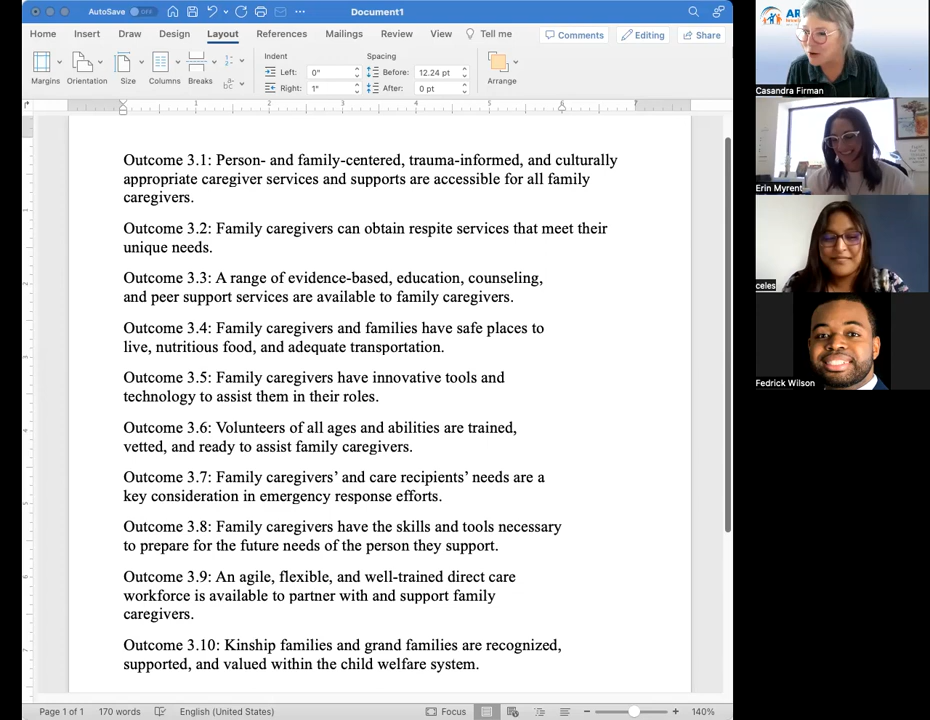 AutoSave OFF Document1
Home Insert Draw Design Layout References Mailings Review View Tell me Comments Editing Share
Margins Orientation Size Columns Breaks
Indent Spacing
Left: 0" Before: 12.24 pt
Right: 1" After: 0 pt
Arrange
1 2 3 4 5 6 7
Outcome 3.1: Person- and family-centered, trauma-informed, and culturally
appropriate caregiver services and supports are accessible for all family
caregivers.
Outcome 3.2: Family caregivers can obtain respite services that meet their
unique needs.
Outcome 3.3: A range of evidence-based, education, counseling,
and peer support services are available to family caregivers.
Outcome 3.4: Family caregivers and families have safe places to
live, nutritious food, and adequate transportation.
Outcome 3.5: Family caregivers have innovative tools and
technology to assist them in their roles.
Outcome 3.6: Volunteers of all ages and abilities are trained,
vetted, and ready to assist family caregivers.
Outcome 3.7: Family caregivers’ and care recipients’ needs are a
key consideration in emergency response efforts.
Outcome 3.8: Family caregivers have the skills and tools necessary
to prepare for the future needs of the person they support.
Outcome 3.9: An agile, flexible, and well-trained direct care
workforce is available to partner with and support family
caregivers.
Outcome 3.10: Kinship families and grand families are recognized,
supported, and valued within the child welfare system.
Page 1 of 1 170 words English (United States) Focus 140%
AR
Casandra Firman
Erin Myrent
celes
Fedrick Wilson